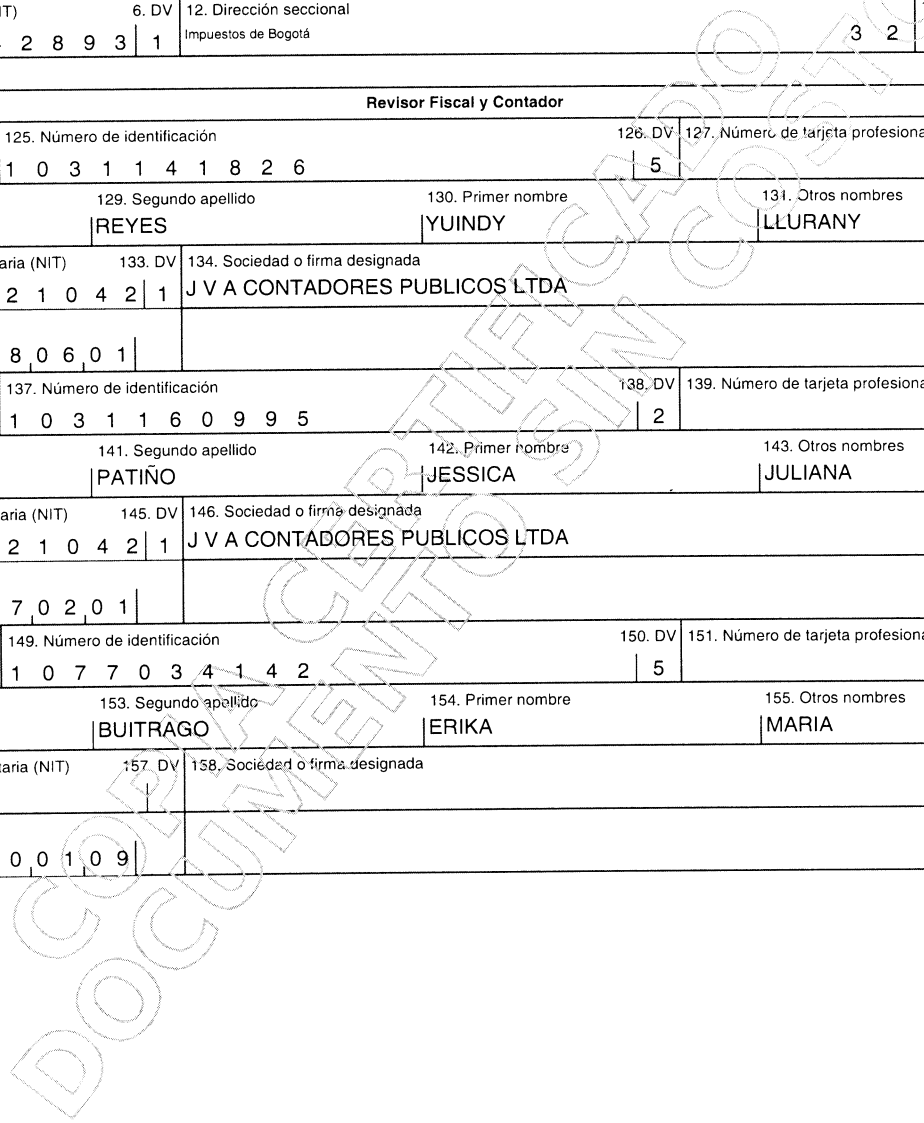 IT) 6. DV 12. Dirección seccional
2 8 9 3 1 Impuestos de Bogotá 3 2
Revisor Fiscal y Contador
125. Número de identificación 126. DV 127. Número de tarjeta profesiona
1 0 3 1 1 4 1 8 2 6 5
129. Segundo apellido 130. Primer nombre 131. Otros nombres
REYES YUINDY LLURANY
aria (NIT) 133. DV 134. Sociedad o firma designada
2 1 0 4 2 1 J V A CONTADORES PUBLICOS LTDA
8 0 6 0 1
137. Número de identificación 138. DV 139. Número de tarjeta profesiona
1 0 3 1 1 6 0 9 9 5 2
141. Segundo apellido 142. Primer nombre 143. Otros nombres
PATIÑO JESSICA JULIANA
aria (NIT) 145. DV 146. Sociedad o firma designada
2 1 0 4 2 1 J V A CONTADORES PUBLICOS LTDA
7 0 2 0 1
149. Número de identificación 150. DV 151. Número de tarjeta profesiona
1 0 7 7 0 3 4 1 4 2 5
153. Segundo apellido 154. Primer nombre 155. Otros nombres
BUITRAGO ERIKA MARIA
taria (NIT) 157. DV 158. Sociedad o firma designada
0 0 1 0 9
COPIA CERTIFICADO
DOCUMENTO SIN COSTO